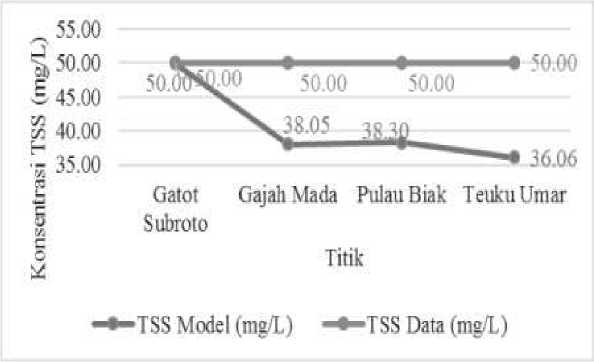 Konsentrasi TSS (mg/L)
55.00
50.00
45.00
40.00
35.00
50.00
50.00
50.00
50.00
50.00
38.05
38.30
36.06
Gatot Subroto
Gajah Mada
Pulau Biak
Teuku Umar
Titik
TSS Model (mg/L)
TSS Data (mg/L)